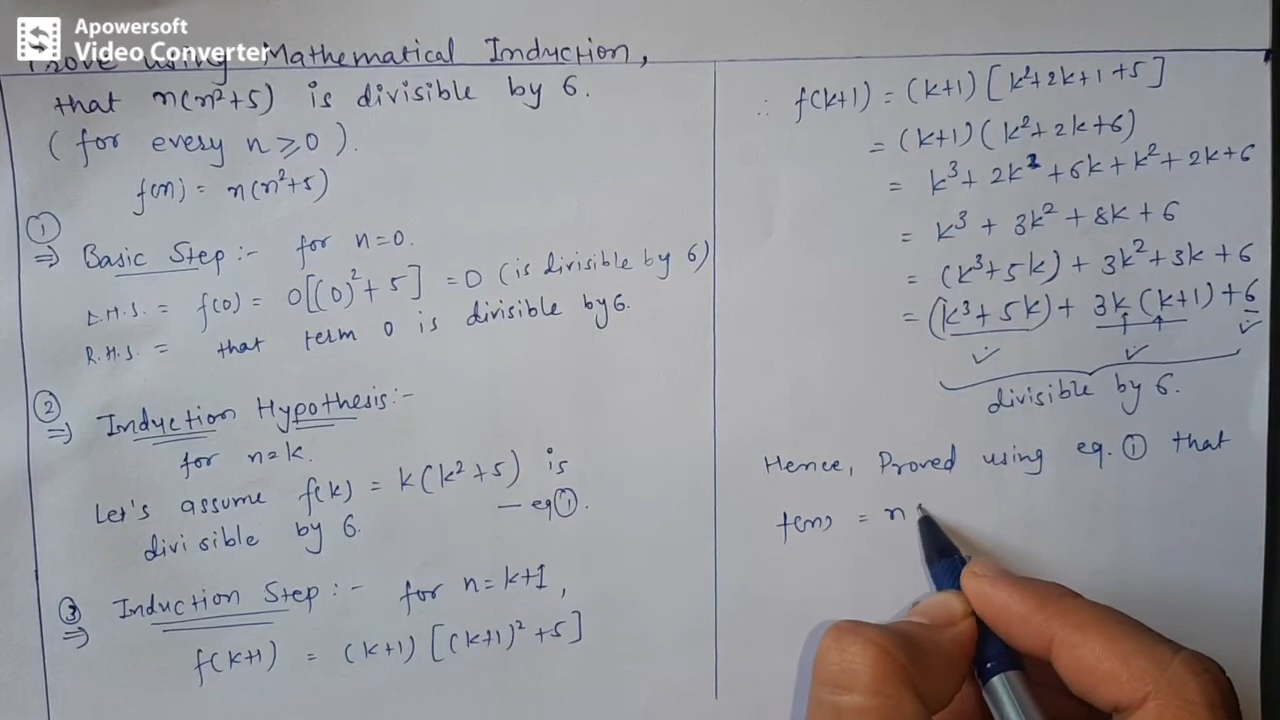 Apowersoft
Video Converter
Prove using Mathematical Induction,
that n(n²+5) is divisible by 6.
(for every n ≥ 0).
f(n) = n(n²+5)
①
⇒ Basic Step :- for n=0.
L.H.S. = f(0) = 0[(0)²+5] = 0 (is divisible by 6)
R.H.S. = that term 0 is divisible by 6.
②
⇒ Induction Hypothesis:-
for n=k.
Let's assume f(k) = k(k²+5) is
divisible by 6. — eq①.
③
⇒ Induction Step :- for n=k+1,
f(k+1) = (k+1)[(k+1)²+5]
∴ f(k+1) = (k+1)[k²+2k+1+5]
= (k+1)(k²+2k+6)
= k³+2k²+6k+k²+2k+6
= k³+3k²+8k+6
= (k³+5k)+3k²+3k+6
= (k³+5k)+3k(k+1)+6
divisible by 6.
Hence, Proved using eq.① that
f(n) = n